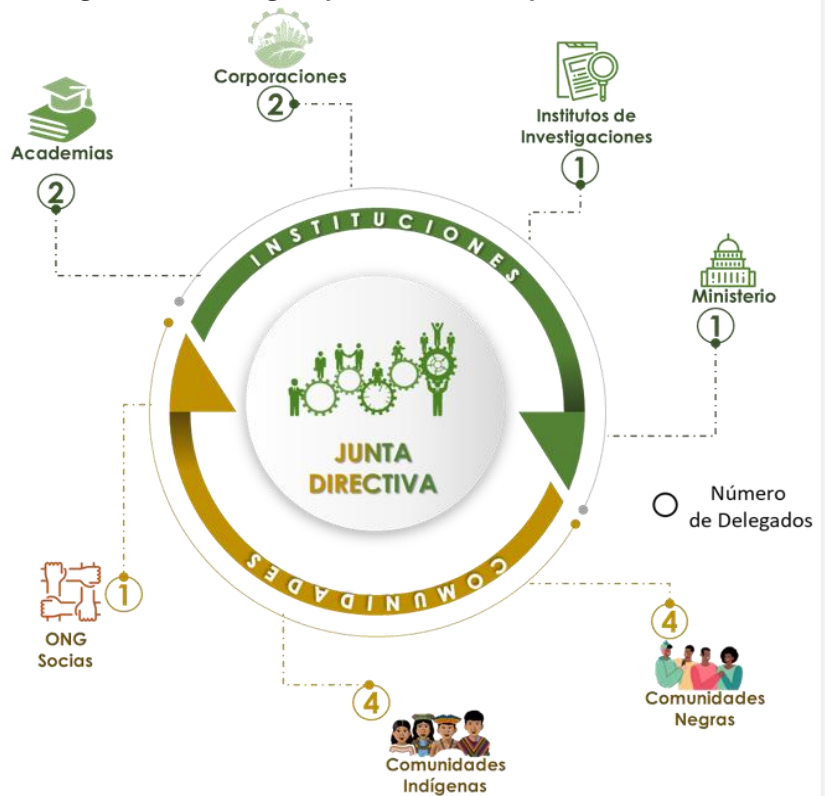 Corporaciones
2
Institutos de
Investigaciones
1
Academias
2
INSTITUCIONES
Ministerio
1
JUNTA
DIRECTIVA
Número
de Delegados
COMUNIDADES
1
ONG
Socias
4
Comunidades
Negras
4
Comunidades
Indígenas